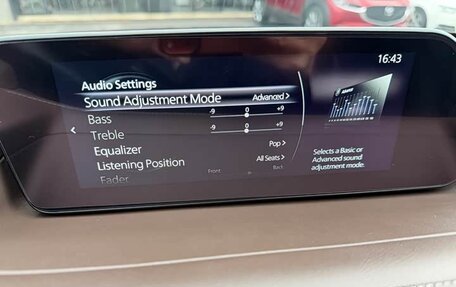 16:43
Audio Settings
Sound Adjustment Mode Advanced >
Bass -9 0 +9
Treble -9 0 +9
Equalizer Pop >
Listening Position All Seats >
Fader Front Back
Selects a Basic or
Advanced sound
adjustment mode.